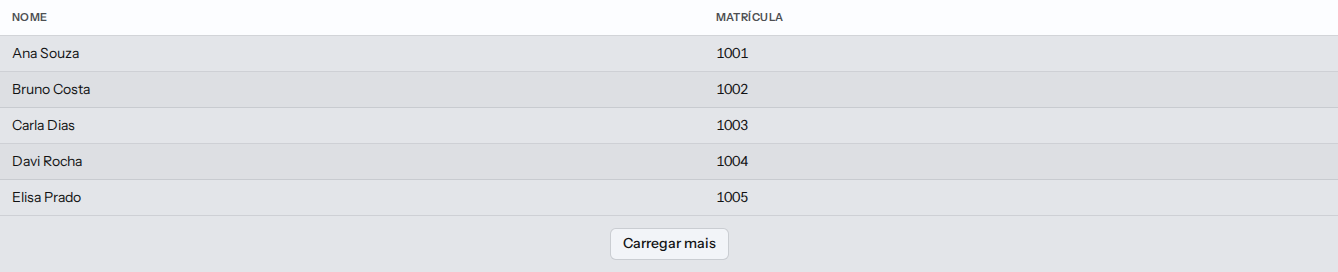 NOME MATRÍCULA
Ana Souza 1001
Bruno Costa 1002
Carla Dias 1003
Davi Rocha 1004
Elisa Prado 1005
Carregar mais